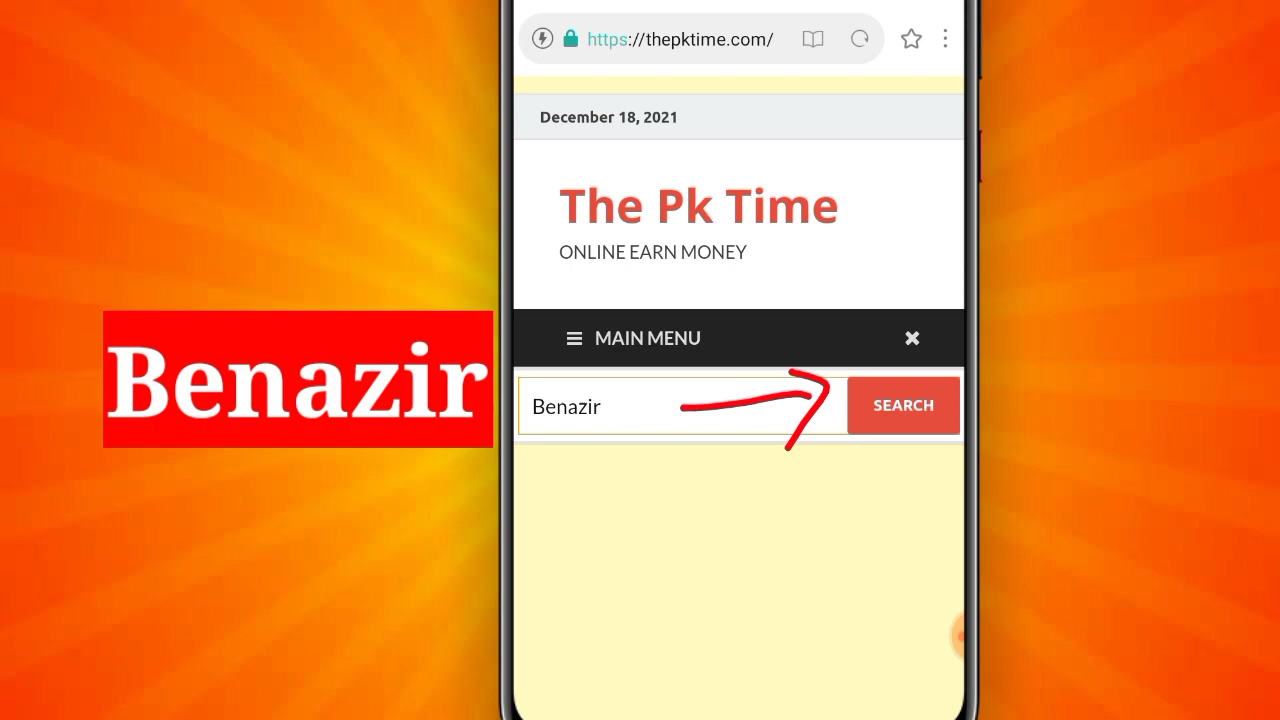 https://thepktime.com/
December 18, 2021
The Pk Time
ONLINE EARN MONEY
MAIN MENU
Benazir
Benazir
SEARCH